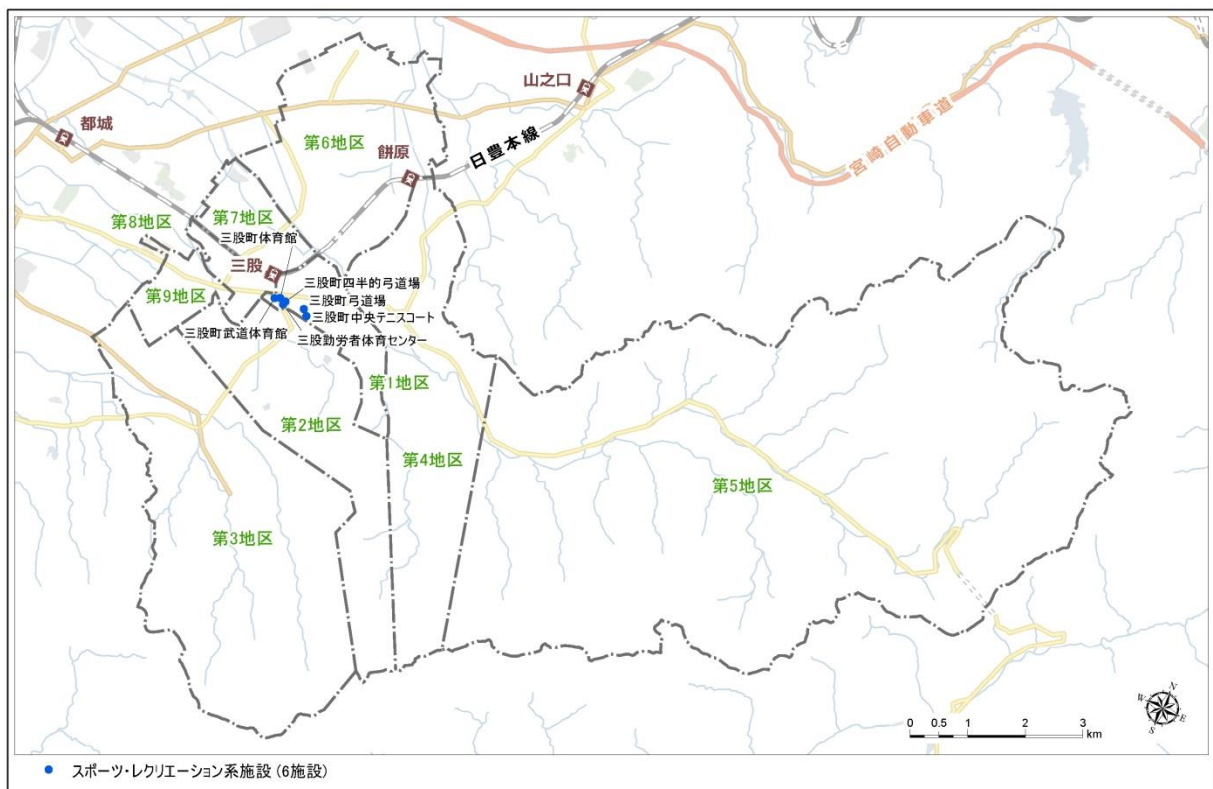 山之口
都城
宮崎自動車道
日豊本線
第6地区
餅原
第7地区
第8地区
三股町体育館
三股
三股町四半的弓道場
第9地区
三股町弓道場
三股町中央テニスコート
三股町武道体育館
三股勤労者体育センター
第1地区
第2地区
第4地区
第5地区
第3地区
N
W
E
S
0 0.5 1 2 3
km
スポーツ・レクリエーション系施設 (6施設)